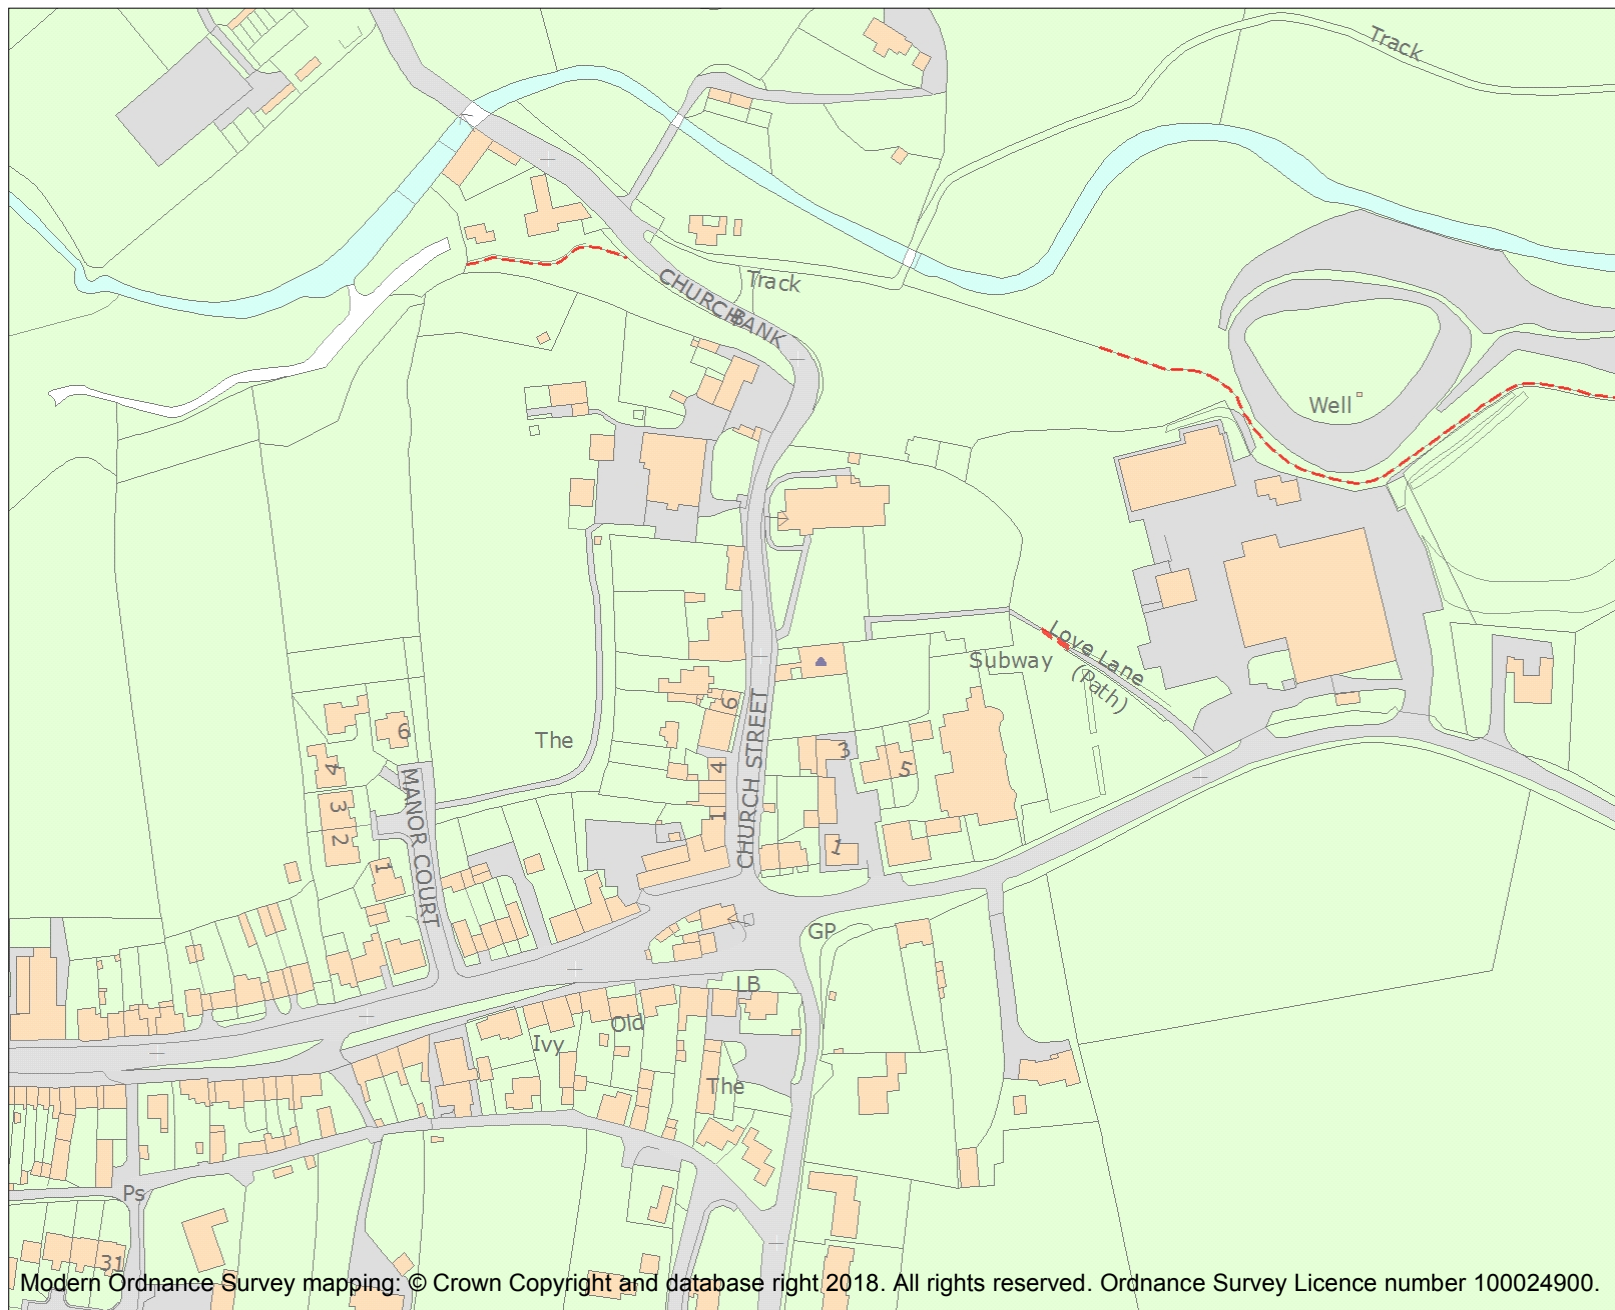 Track
Track
CHURCH BANK
B
Well
Love Lane
(Path)
Subway
6
The
CHURCH STREET
6
3
5
4
4
MANOR COURT
3
2
1
1
1
GP
LB
Old
Ivy
The
Ps
31
Modern Ordnance Survey mapping: © Crown Copyright and database right 2018. All rights reserved. Ordnance Survey Licence number 100024900.